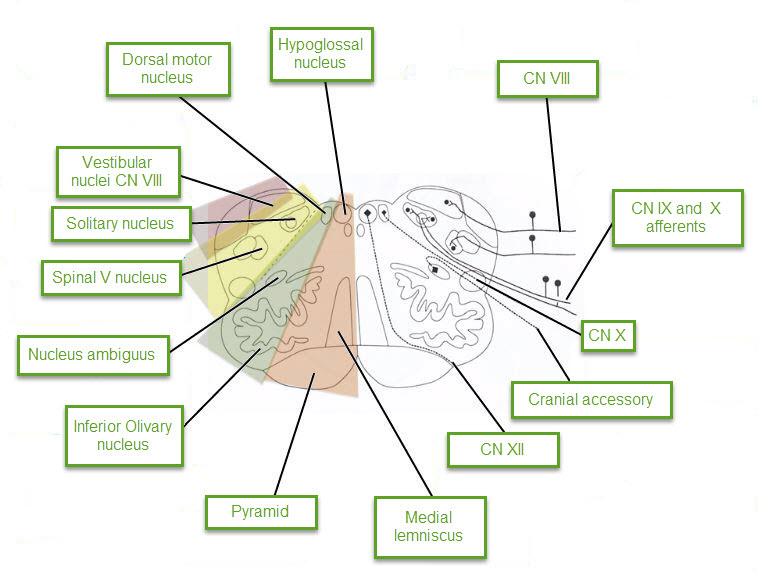 Hypoglossal
nucleus
Dorsal motor
nucleus
CN VIII
Vestibular
nuclei CN VIII
Solitary nucleus
CN IX and X
afferents
Spinal V nucleus
CN X
Nucleus ambiguus
Cranial accessory
Inferior Olivary
nucleus
CN XII
Pyramid
Medial
lemniscus